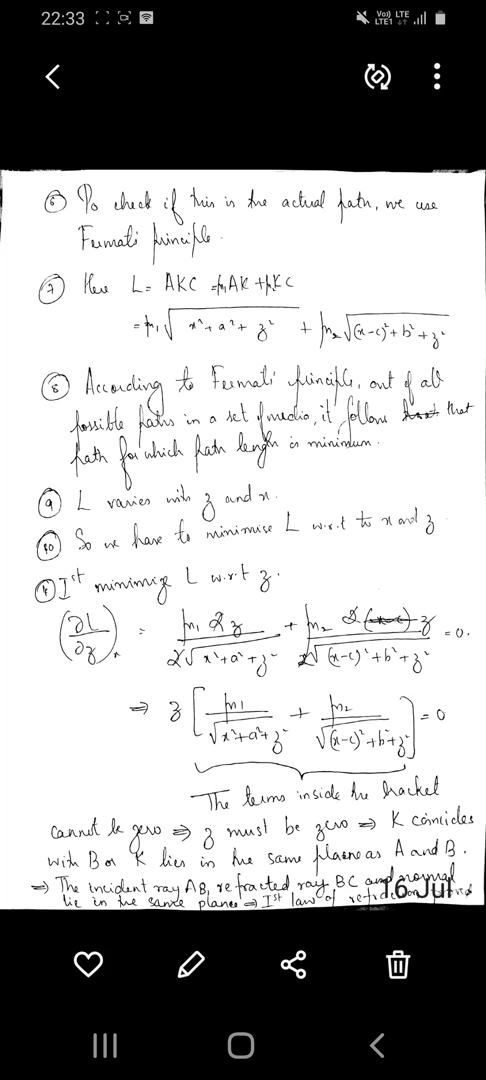 22:33 Vo)) LTE LTE1
⑥ To check if this is the actual path, we use
Fermat's principle.
⑦ Here L = AKC = μ₁AK + μ₂KC
= μ₁√(x² + a² + z²) + μ₂√((x-c)² + b² + z²)
⑧ According to Fermat's principle, out of all
possible paths in a set of media, it follows that
path for which path length is minimum.
⑨ L varies with z and x.
⑩ So we have to minimise L w.r.t to x and z.
Ist minimize L w.r.t z.
(∂L/∂z)ₓ = μ₁ 2z / 2√(x² + a² + z²) + μ₂ 2 z / 2√((x-c)² + b² + z²) = 0.
⇒ z [ μ₁ / √(x² + a² + z²) + μ₂ / √((x-c)² + b² + z²) ] = 0
The terms inside the bracket
cannot be zero ⇒ z must be zero ⇒ K coincides
with B or K lies in the same plane as A and B.
⇒ The incident ray AB, refracted ray BC and normal
lie in the same plane ⇒ Ist law of
16 Jul